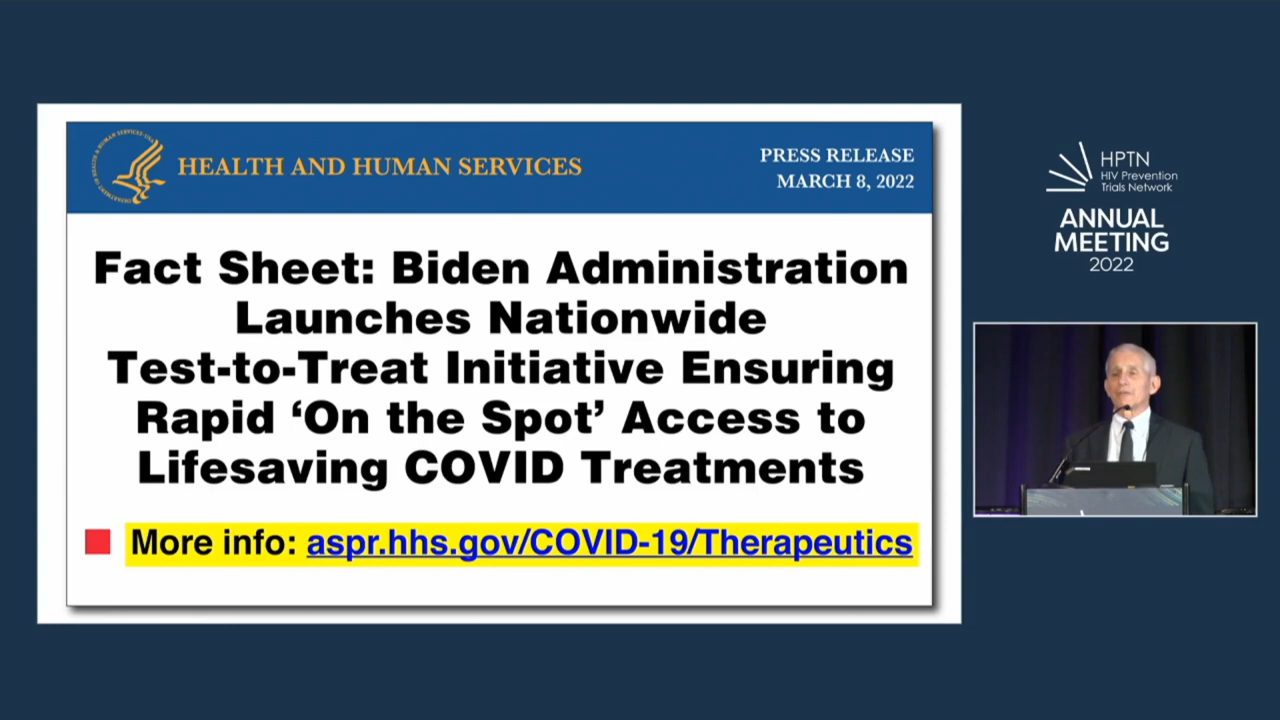 HEALTH AND HUMAN SERVICES
PRESS RELEASE
MARCH 8, 2022
Fact Sheet: Biden Administration
Launches Nationwide
Test-to-Treat Initiative Ensuring
Rapid ‘On the Spot’ Access to
Lifesaving COVID Treatments
More info: aspr.hhs.gov/COVID-19/Therapeutics
HPTN
HIV Prevention
Trials Network
ANNUAL
MEETING
2022